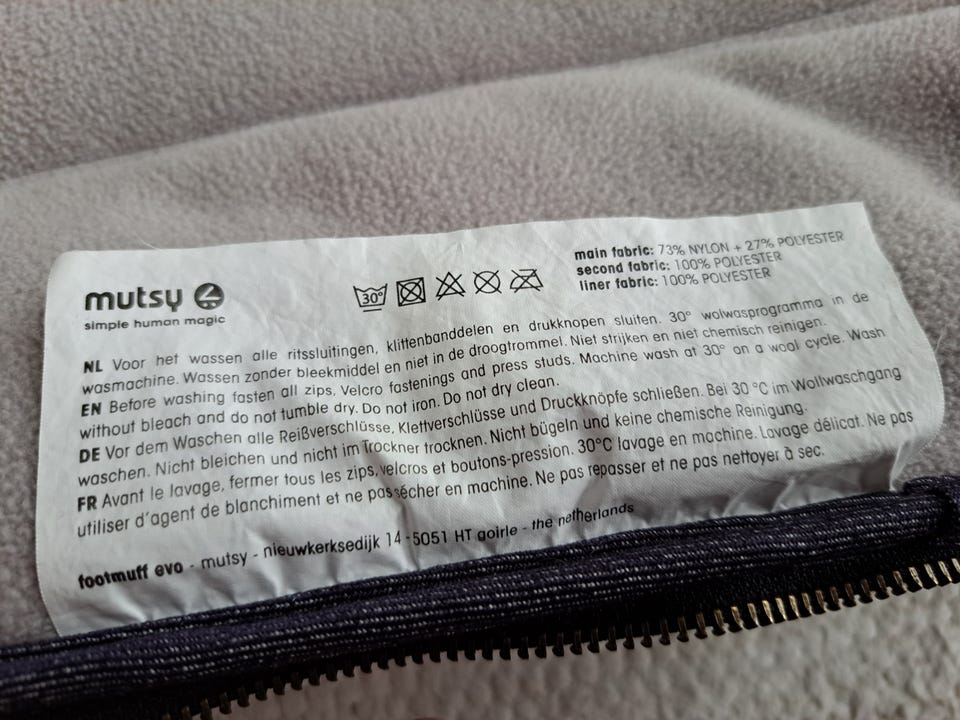 mutsy
simple human magic
30°
main fabric: 73% NYLON + 27% POLYESTER
second fabric: 100% POLYESTER
liner fabric: 100% POLYESTER
NL Voor het wassen alle ritssluitingen, klittenbanddelen en drukknopen sluiten. 30° wolwasprogramma in de
wasmachine. Wassen zonder bleekmiddel en niet in de droogtrommel. Niet strijken en niet chemisch reinigen.
EN Before washing fasten all zips, Velcro fastenings and press studs. Machine wash at 30° on a wool cycle. Wash
without bleach and do not tumble dry. Do not iron. Do not dry clean.
DE Vor dem Waschen alle Reißverschlüsse, Klettverschlüsse und Druckknöpfe schließen. Bei 30 °C im Wollwaschgang
waschen. Nicht bleichen und nicht im Trockner trocknen. Nicht bügeln und keine chemische Reinigung.
FR Avant le lavage, fermer tous les zips, velcros et boutons-pression. 30°C lavage en machine. Lavage délicat. Ne pas
utiliser d'agent de blanchiment et ne pas sécher en machine. Ne pas repasser et ne pas nettoyer à sec.
footmuff evo - mutsy - nieuwkerksedijk 14 - 5051 HT goirle - the netherlands